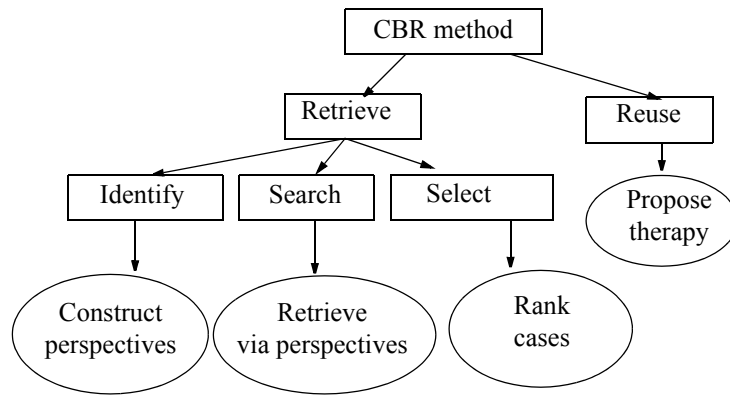 CBR method
Retrieve
Reuse
Identify
Search
Select
Propose
therapy
Construct
perspectives
Retrieve
via perspectives
Rank
cases